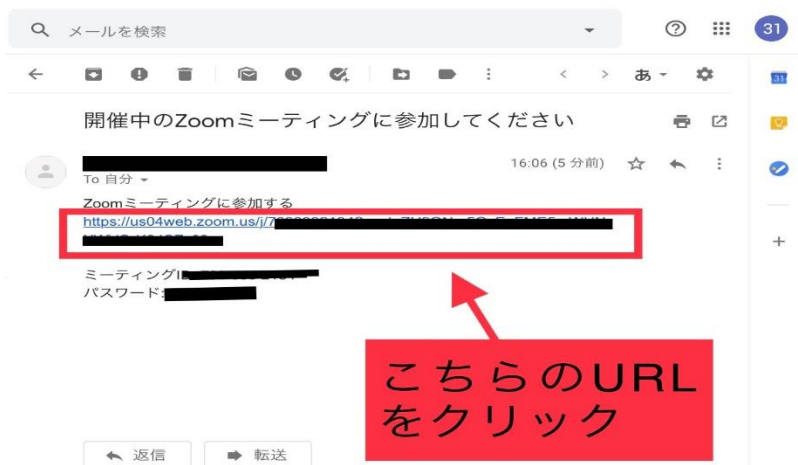 メールを検索
31
あ
31
開催中のZoomミーティングに参加してください
16:06 (5 分前)
To 自分
Zoomミーティングに参加する
https://us04web.zoom.us/j/7
ミーティングI
パスワード:
こちらのURL
をクリック
返信
転送